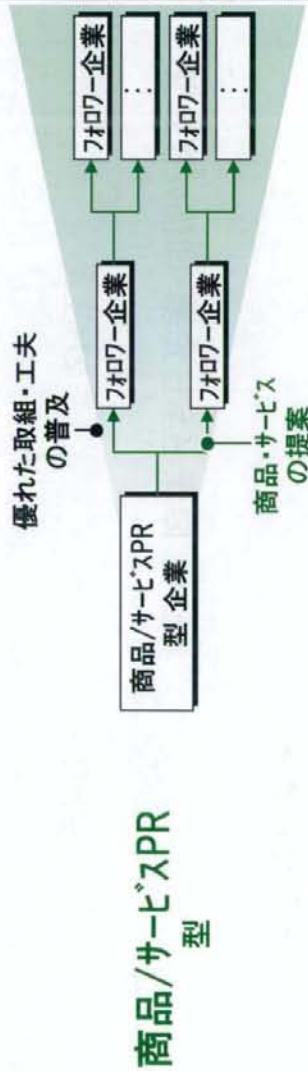 商品/サービスPR
型
商品/サービスPR
型 企業
優れた取組・工夫
の普及
商品・サービス
の提案
フォロワー企業
フォロワー企業
フォロワー企業
⋮
フォロワー企業
⋮